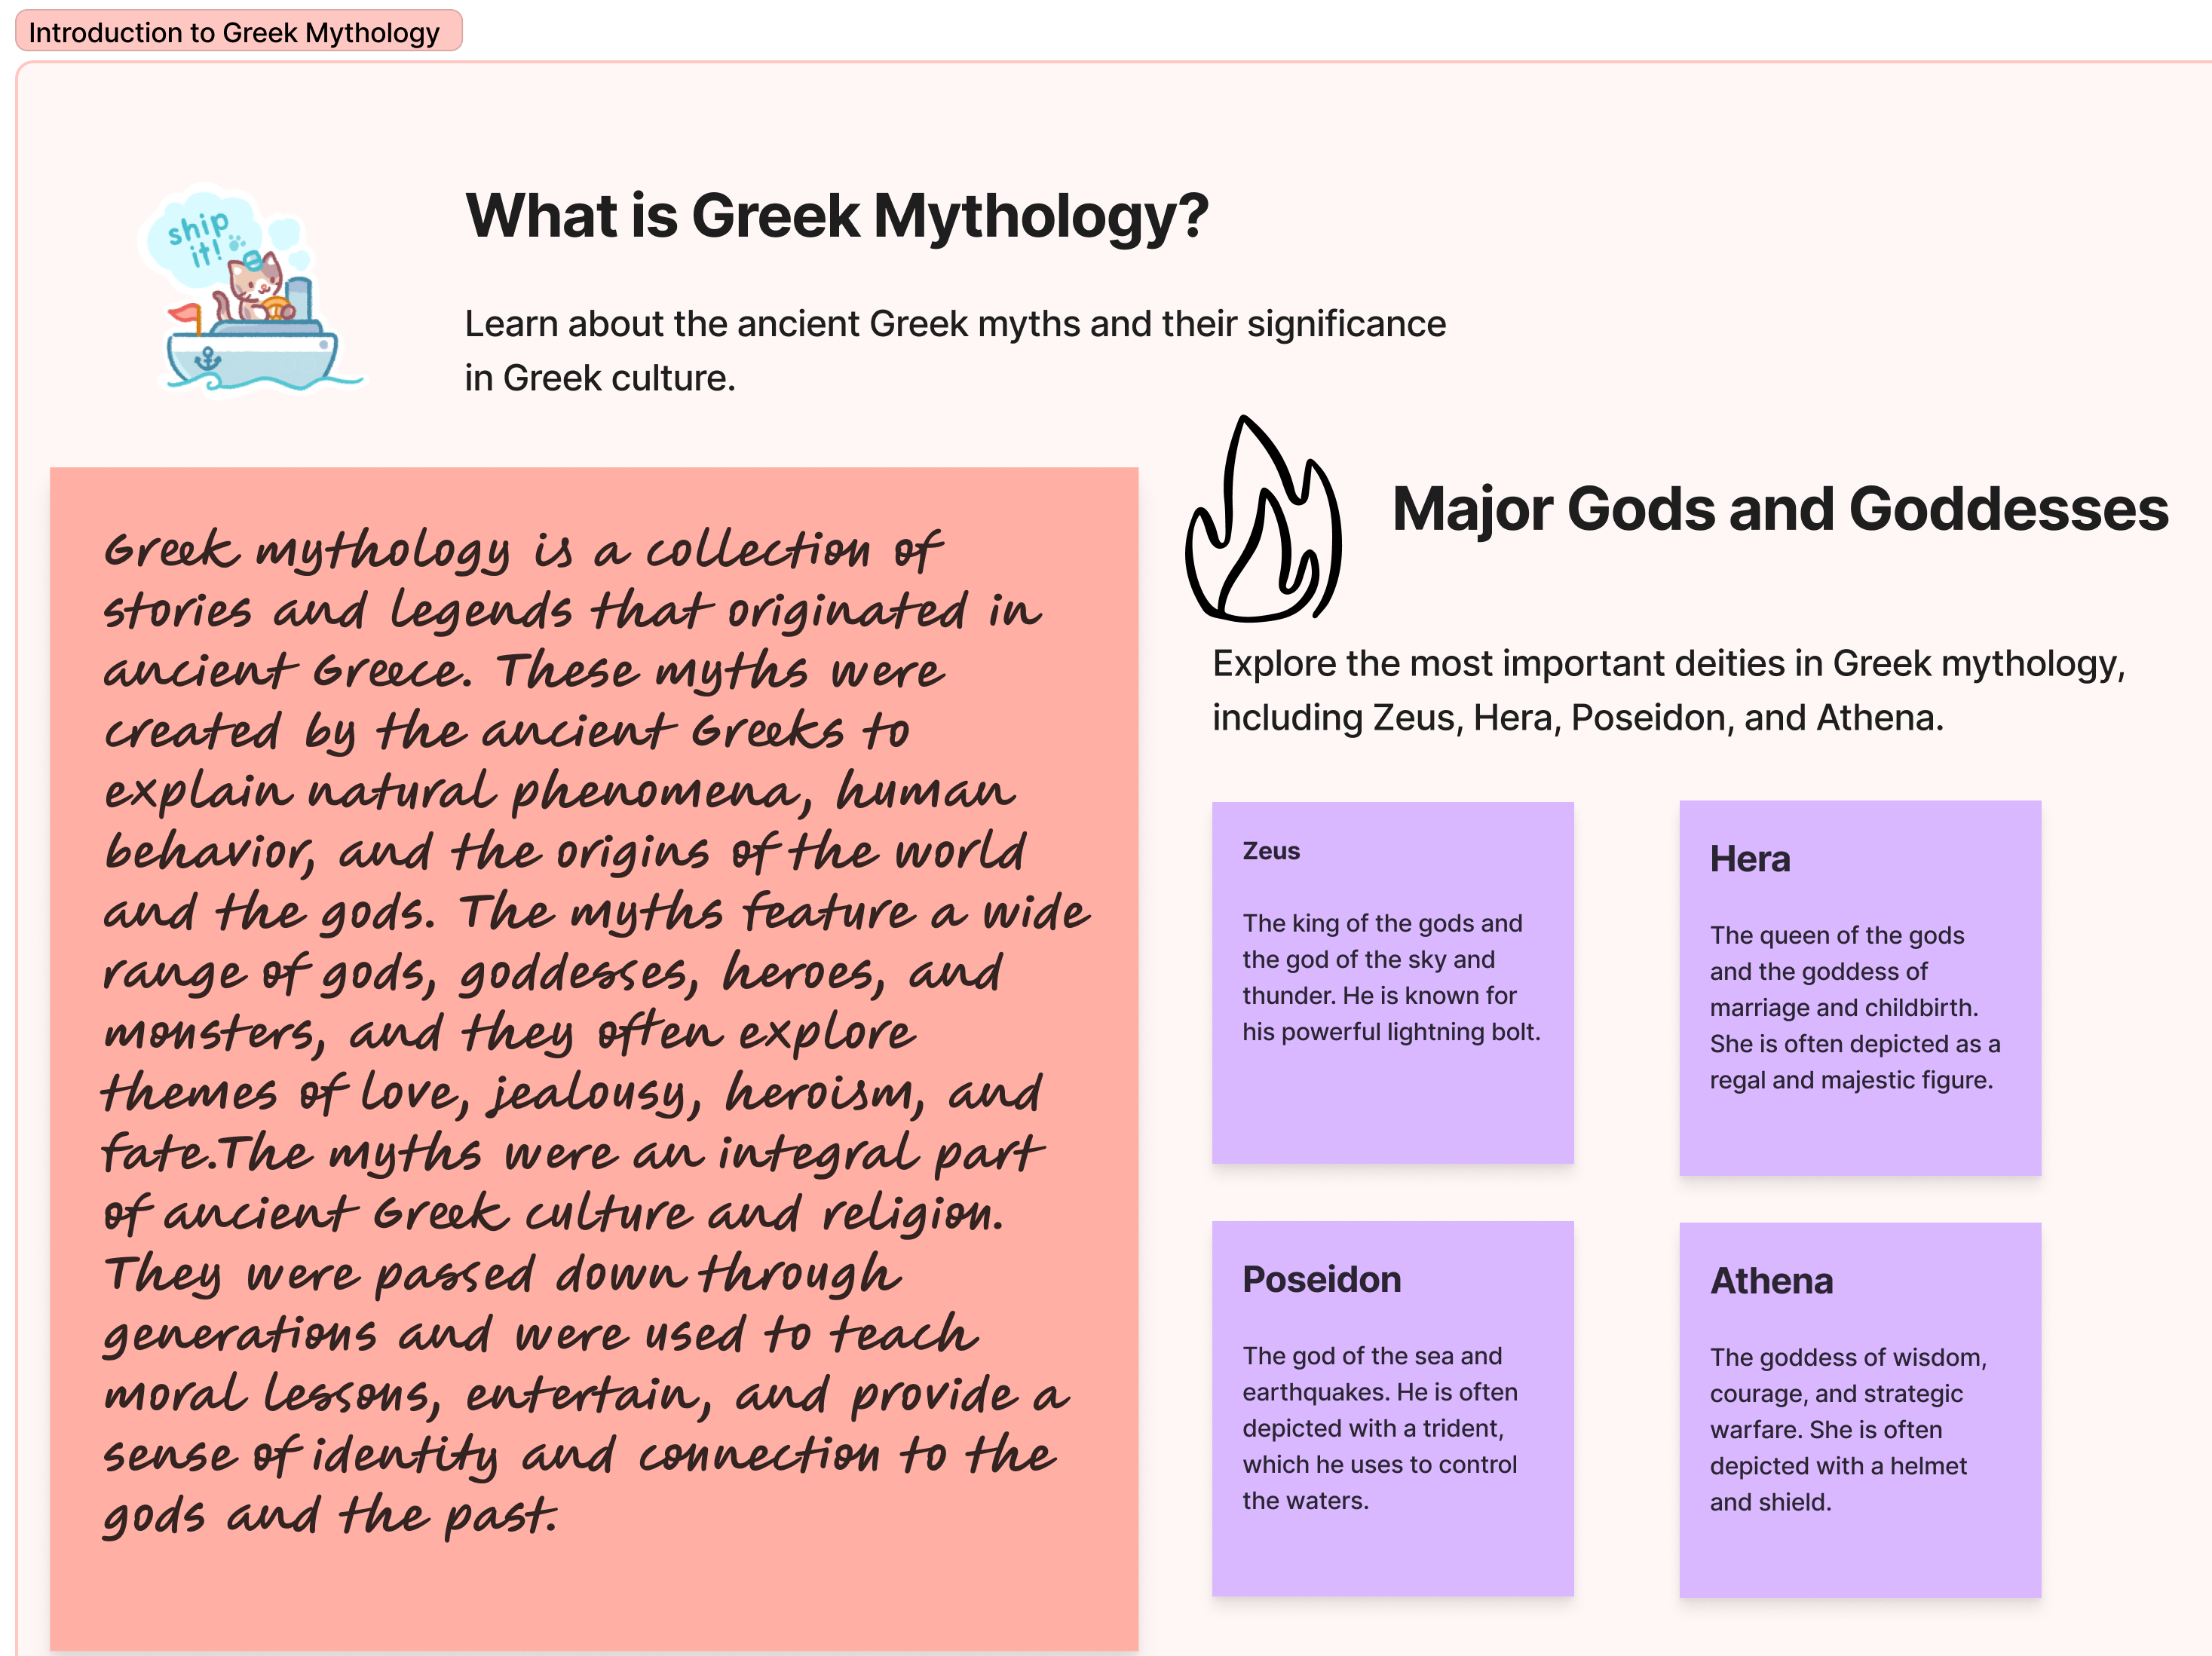 Introduction to Greek Mythology
ship
it!
What is Greek Mythology?
Learn about the ancient Greek myths and their significance
in Greek culture.
Greek mythology is a collection of
stories and legends that originated in
ancient Greece. These myths were
created by the ancient Greeks to
explain natural phenomena, human
behavior, and the origins of the world
and the gods. The myths feature a wide
range of gods, goddesses, heroes, and
monsters, and they often explore
themes of love, jealousy, heroism, and
fate.The myths were an integral part
of ancient Greek culture and religion.
They were passed down through
generations and were used to teach
moral lessons, entertain, and provide a
sense of identity and connection to the
gods and the past.
Major Gods and Goddesses
Explore the most important deities in Greek mythology,
including Zeus, Hera, Poseidon, and Athena.
Zeus
The king of the gods and
the god of the sky and
thunder. He is known for
his powerful lightning bolt.
Hera
The queen of the gods
and the goddess of
marriage and childbirth.
She is often depicted as a
regal and majestic figure.
Poseidon
The god of the sea and
earthquakes. He is often
depicted with a trident,
which he uses to control
the waters.
Athena
The goddess of wisdom,
courage, and strategic
warfare. She is often
depicted with a helmet
and shield.